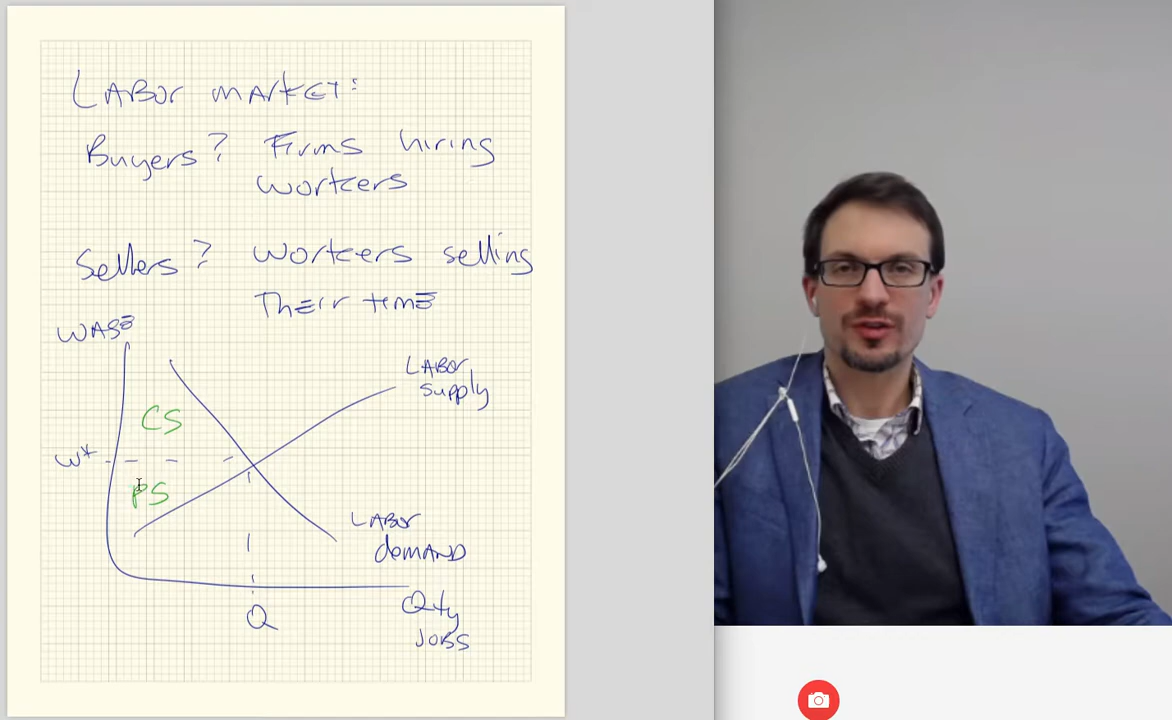 LABOR MARKET:
Buyers? Firms hiring
workers
Sellers? workers selling
Their time
WAGE
LABOR
supply
CS
W*
PS
LABOR
demAND
Q
Qty
JOBS